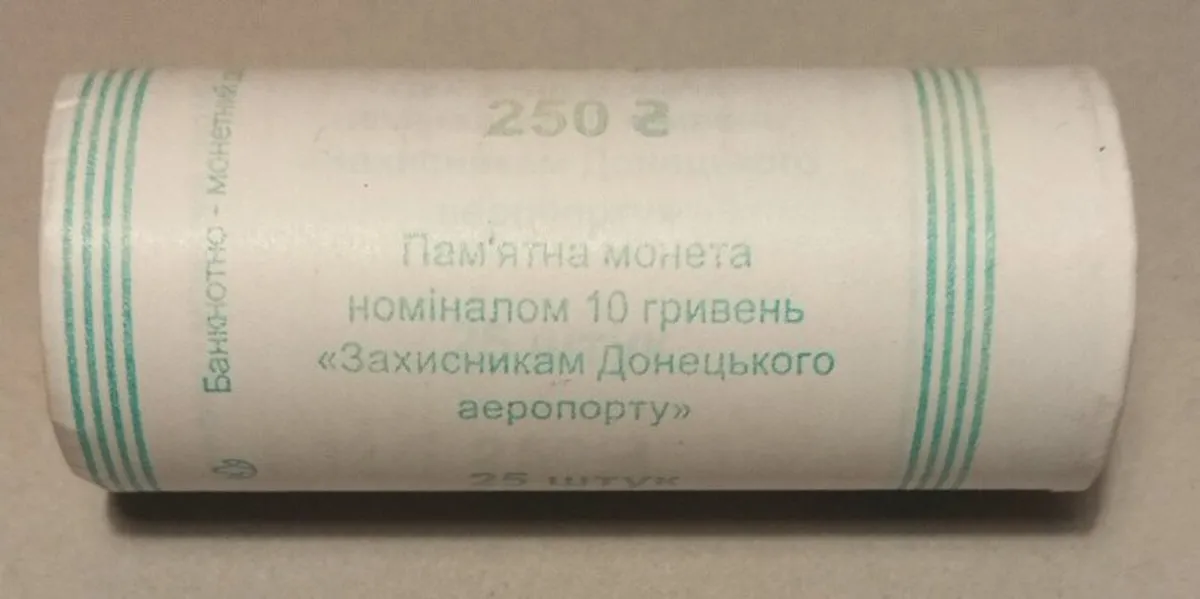 250 ₴
Пам'ятна монета
номіналом 10 гривень
«Захисникам Донецького
аеропорту»
25 штук
Банкнотно - монетний